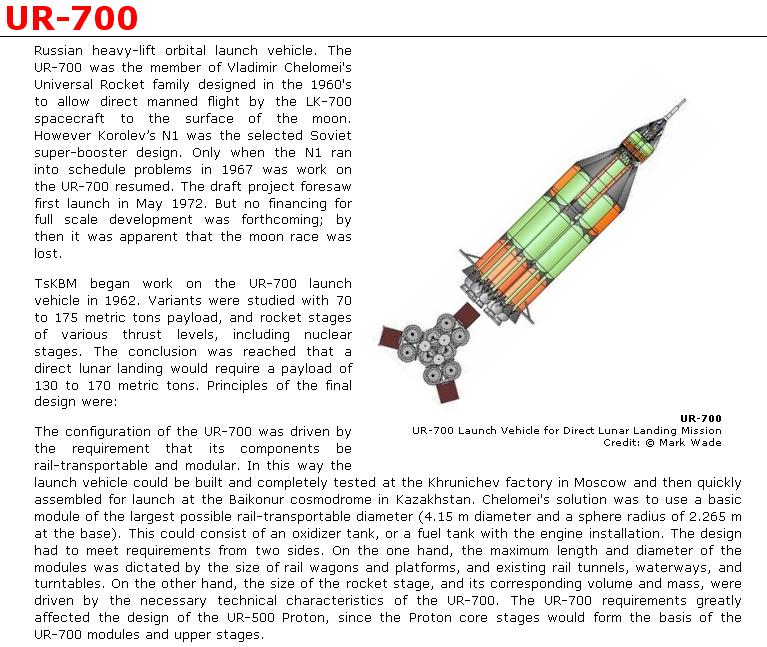 UR-700
Russian heavy-lift orbital launch vehicle. The
UR-700 was the member of Vladimir Chelomei's
Universal Rocket family designed in the 1960's
to allow direct manned flight by the LK-700
spacecraft to the surface of the moon.
However Korolev's N1 was the selected Soviet
super-booster design. Only when the N1 ran
into schedule problems in 1967 was work on
the UR-700 resumed. The draft project foresaw
first launch in May 1972. But no financing for
full scale development was forthcoming; by
then it was apparent that the moon race was
lost.
TsKBM began work on the UR-700 launch
vehicle in 1962. Variants were studied with 70
to 175 metric tons payload, and rocket stages
of various thrust levels, including nuclear
stages. The conclusion was reached that a
direct lunar landing would require a payload of
130 to 170 metric tons. Principles of the final
design were:
UR-700
UR-700 Launch Vehicle for Direct Lunar Landing Mission
Credit: © Mark Wade
The configuration of the UR-700 was driven by
the requirement that its components be
rail-transportable and modular. In this way the
launch vehicle could be built and completely tested at the Khrunichev factory in Moscow and then quickly
assembled for launch at the Baikonur cosmodrome in Kazakhstan. Chelomei's solution was to use a basic
module of the largest possible rail-transportable diameter (4.15 m diameter and a sphere radius of 2.265 m
at the base). This could consist of an oxidizer tank, or a fuel tank with the engine installation. The design
had to meet requirements from two sides. On the one hand, the maximum length and diameter of the
modules was dictated by the size of rail wagons and platforms, and existing rail tunnels, waterways, and
turntables. On the other hand, the size of the rocket stage, and its corresponding volume and mass, were
driven by the necessary technical characteristics of the UR-700. The UR-700 requirements greatly
affected the design of the UR-500 Proton, since the Proton core stages would form the basis of the
UR-700 modules and upper stages.